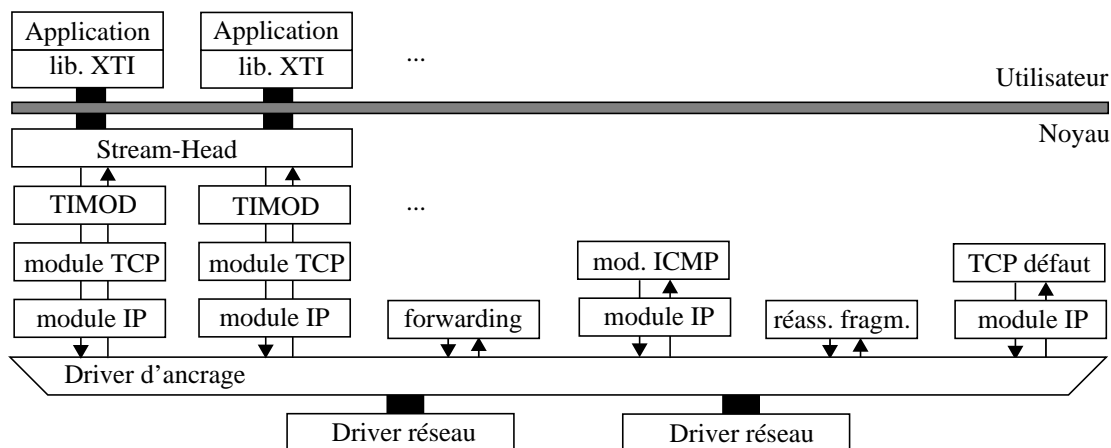 Application
Application
lib. XTI
lib. XTI
...
Utilisateur
Noyau
Stream-Head
TIMOD
TIMOD
...
module TCP
module TCP
mod. ICMP
TCP défaut
module IP
module IP
forwarding
module IP
réass. fragm.
module IP
Driver d'ancrage
Driver réseau
Driver réseau